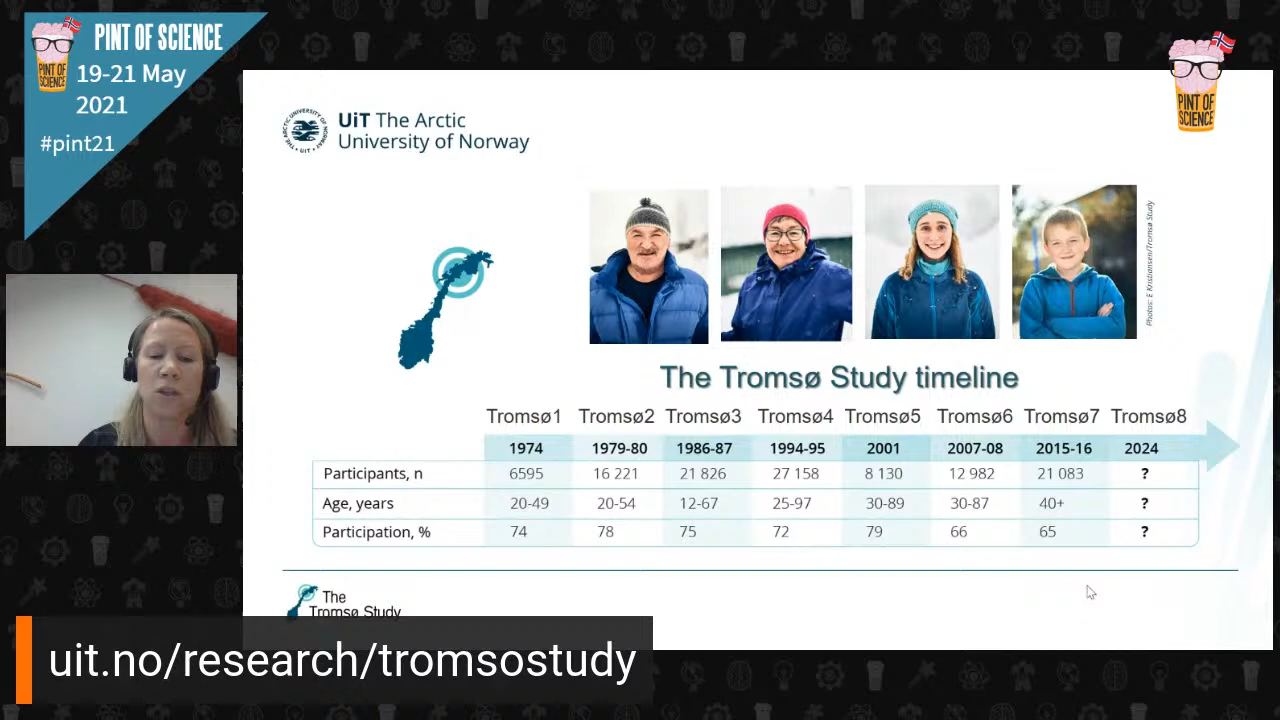 PINT OF SCIENCE
19-21 May
2021
#pint21
PINT OF
SCIENCE
PINT OF
SCIENCE
UiT The Arctic
University of Norway
Photos: E Kristiansen/Tromsø Study
The Tromsø Study timeline
Tromsø1 Tromsø2 Tromsø3 Tromsø4 Tromsø5 Tromsø6 Tromsø7 Tromsø8
1974 1979-80 1986-87 1994-95 2001 2007-08 2015-16 2024
Participants, n 6595 16 221 21 826 27 158 8 130 12 982 21 083 ?
Age, years 20-49 20-54 12-67 25-97 30-89 30-87 40+ ?
Participation, % 74 78 75 72 79 66 65 ?
The
Tromsø Study
uit.no/research/tromsostudy